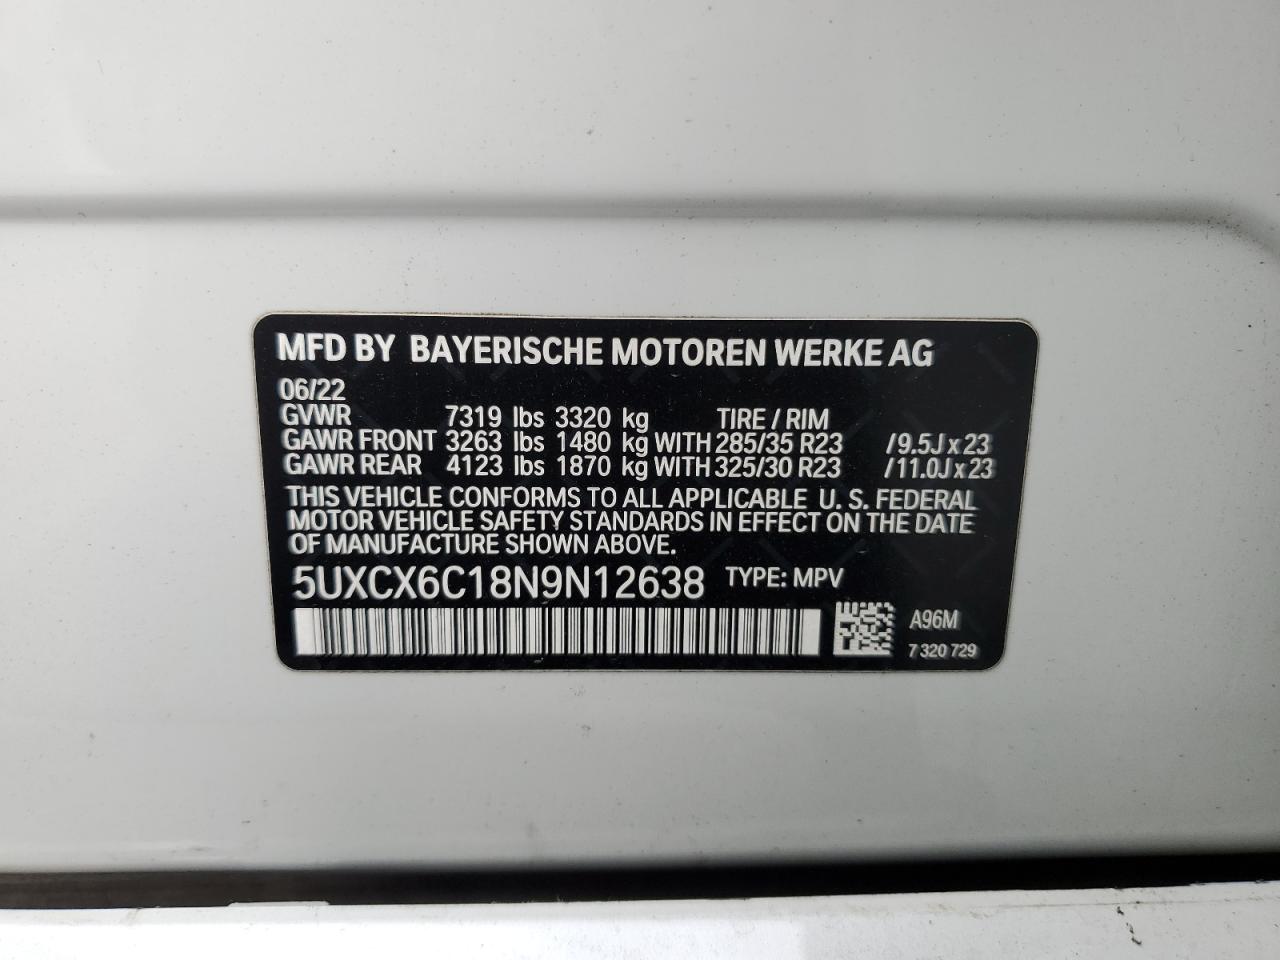 MFD BY BAYERISCHE MOTOREN WERKE AG
06/22
GVWR 7319 lbs 3320 kg TIRE / RIM
GAWR FRONT 3263 lbs 1480 kg WITH 285/35 R23 /9.5J x 23
GAWR REAR 4123 lbs 1870 kg WITH 325/30 R23 /11.0J x 23
THIS VEHICLE CONFORMS TO ALL APPLICABLE U. S. FEDERAL
MOTOR VEHICLE SAFETY STANDARDS IN EFFECT ON THE DATE
OF MANUFACTURE SHOWN ABOVE.
5UXCX6C18N9N12638 TYPE: MPV
A96M
7 320 729